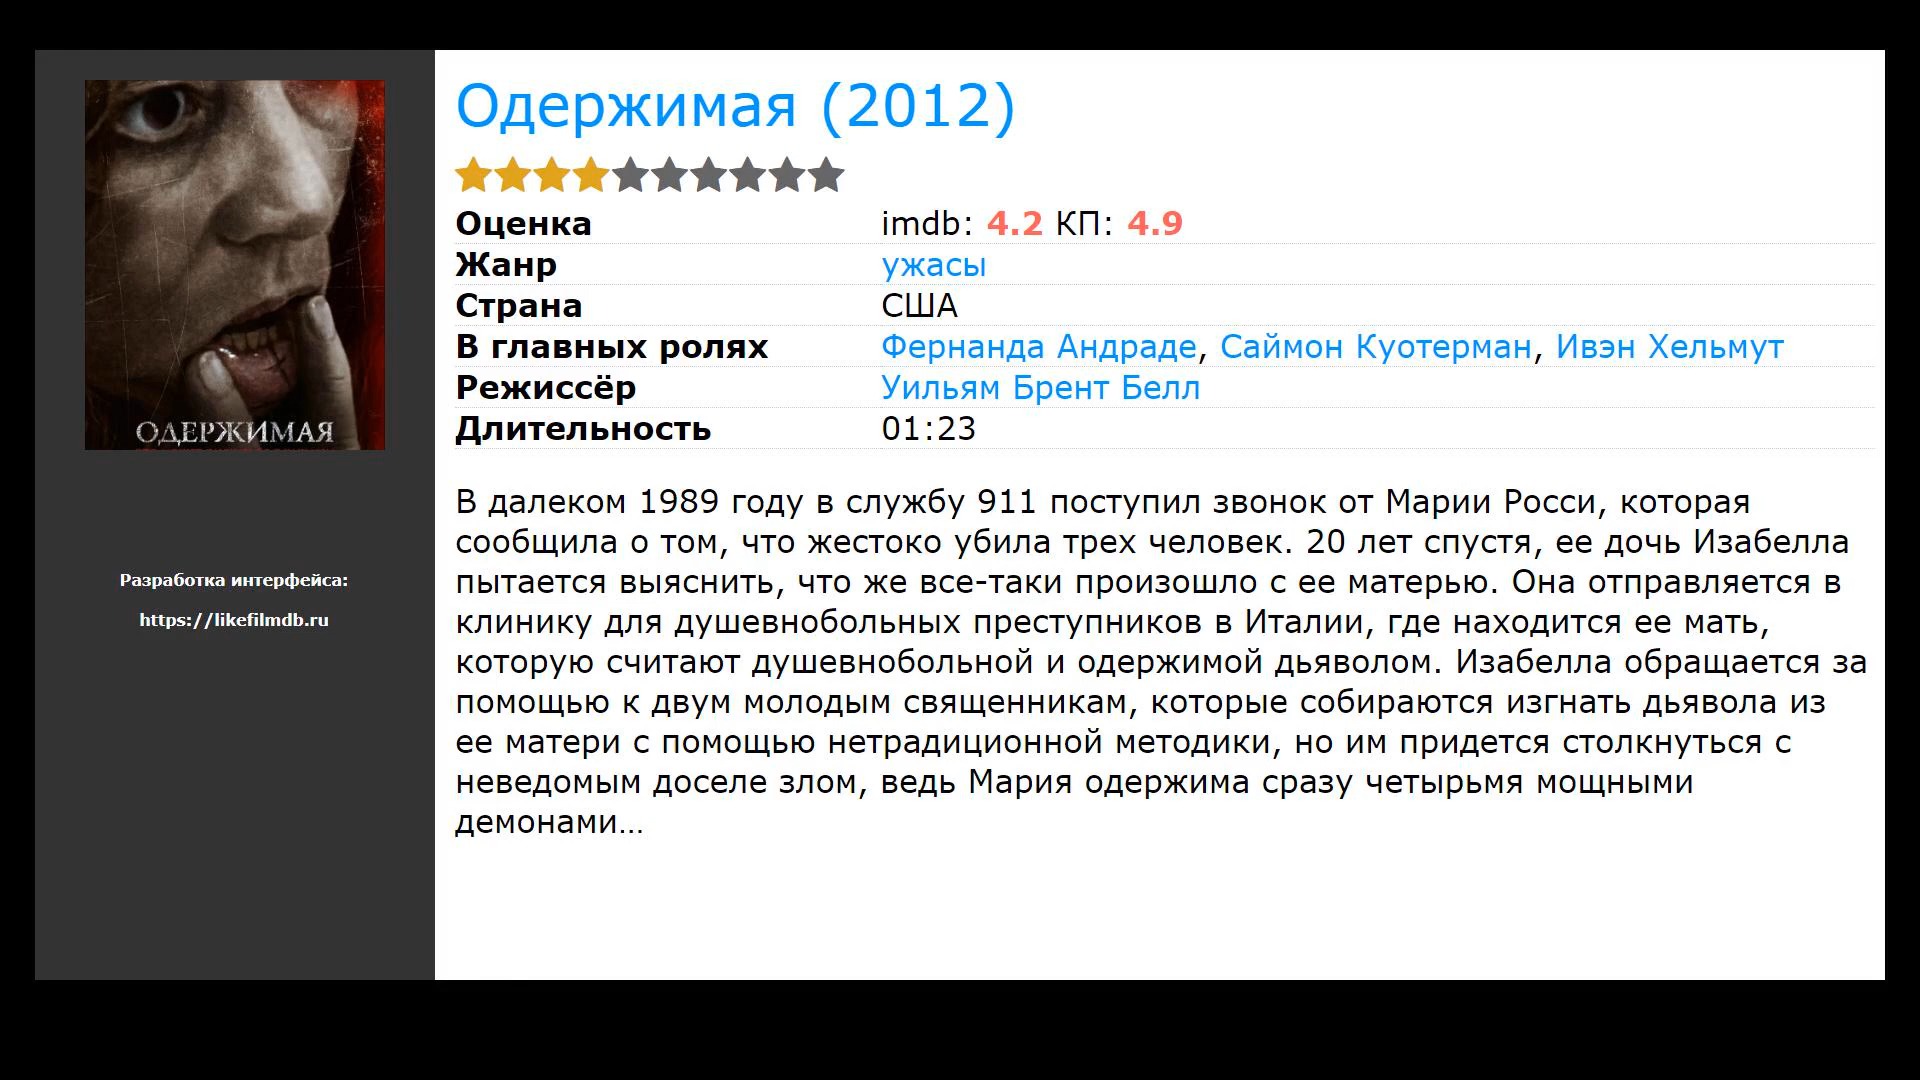 ОДЕРЖИМАЯ
Разработка интерфейса:
https://likefilmdb.ru
Одержимая (2012)
Оценка imdb: 4.2 КП: 4.9
Жанр ужасы
Страна США
В главных ролях Фернанда Андраде, Саймон Куотерман, Ивэн Хельмут
Режиссёр Уильям Брент Белл
Длительность 01:23
В далеком 1989 году в службу 911 поступил звонок от Марии Росси, которая
сообщила о том, что жестоко убила трех человек. 20 лет спустя, ее дочь Изабелла
пытается выяснить, что же все-таки произошло с ее матерью. Она отправляется в
клинику для душевнобольных преступников в Италии, где находится ее мать,
которую считают душевнобольной и одержимой дьяволом. Изабелла обращается за
помощью к двум молодым священникам, которые собираются изгнать дьявола из
ее матери с помощью нетрадиционной методики, но им придется столкнуться с
неведомым доселе злом, ведь Мария одержима сразу четырьмя мощными
демонами…